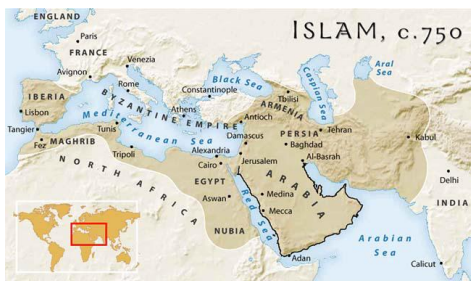 ISLAM, c.750
ENGLAND
Paris
FRANCE
Venezia
Avignon
Rome
IBERIA
Lisbon
Tangier
Fez
MAGHRIB
Tunis
Tripoli
Mediterranean Sea
BYZANTINE EMPIRE
Constantinople
Athens
Black Sea
Caspian Sea
Aral
Sea
Tbilisi
ARMENIA
Antioch
Damascus
Jerusalem
Alexandria
Cairo
EGYPT
Aswan
NUBIA
NORTH AFRICA
PERSIA
Tehran
Baghdad
Al-Basrah
Kabul
ARABIA
Medina
Mecca
Red Sea
Adan
Delhi
INDIA
Arabian
Sea
Calicut